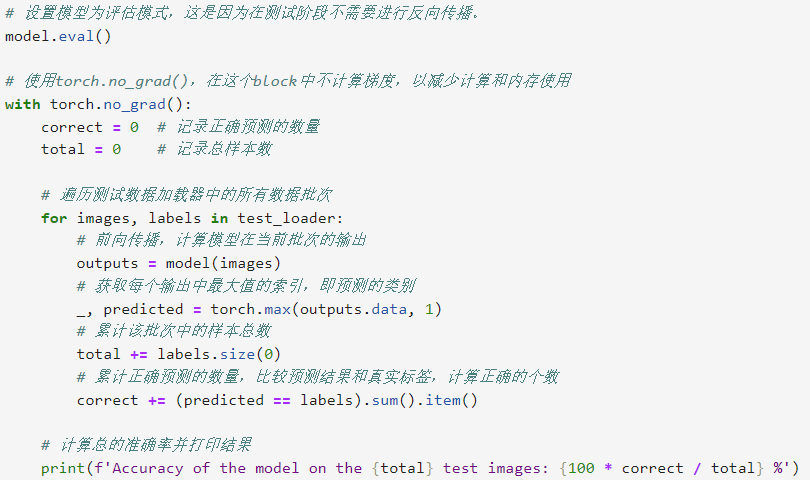 # 设置模型为评估模式，这是因为在测试阶段不需要进行反向传播。
model.eval()

# 使用torch.no_grad()，在这个block中不计算梯度，以减少计算和内存使用
with torch.no_grad():
    correct = 0  # 记录正确预测的数量
    total = 0    # 记录总样本数

    # 遍历测试数据加载器中的所有数据批次
    for images, labels in test_loader:
        # 前向传播，计算模型在当前批次的输出
        outputs = model(images)
        # 获取每个输出中最大值的索引，即预测的类别
        _, predicted = torch.max(outputs.data, 1)
        # 累计该批次中的样本总数
        total += labels.size(0)
        # 累计正确预测的数量，比较预测结果和真实标签，计算正确的个数
        correct += (predicted == labels).sum().item()

    # 计算总的准确率并打印结果
    print(f'Accuracy of the model on the {total} test images: {100 * correct / total} %')